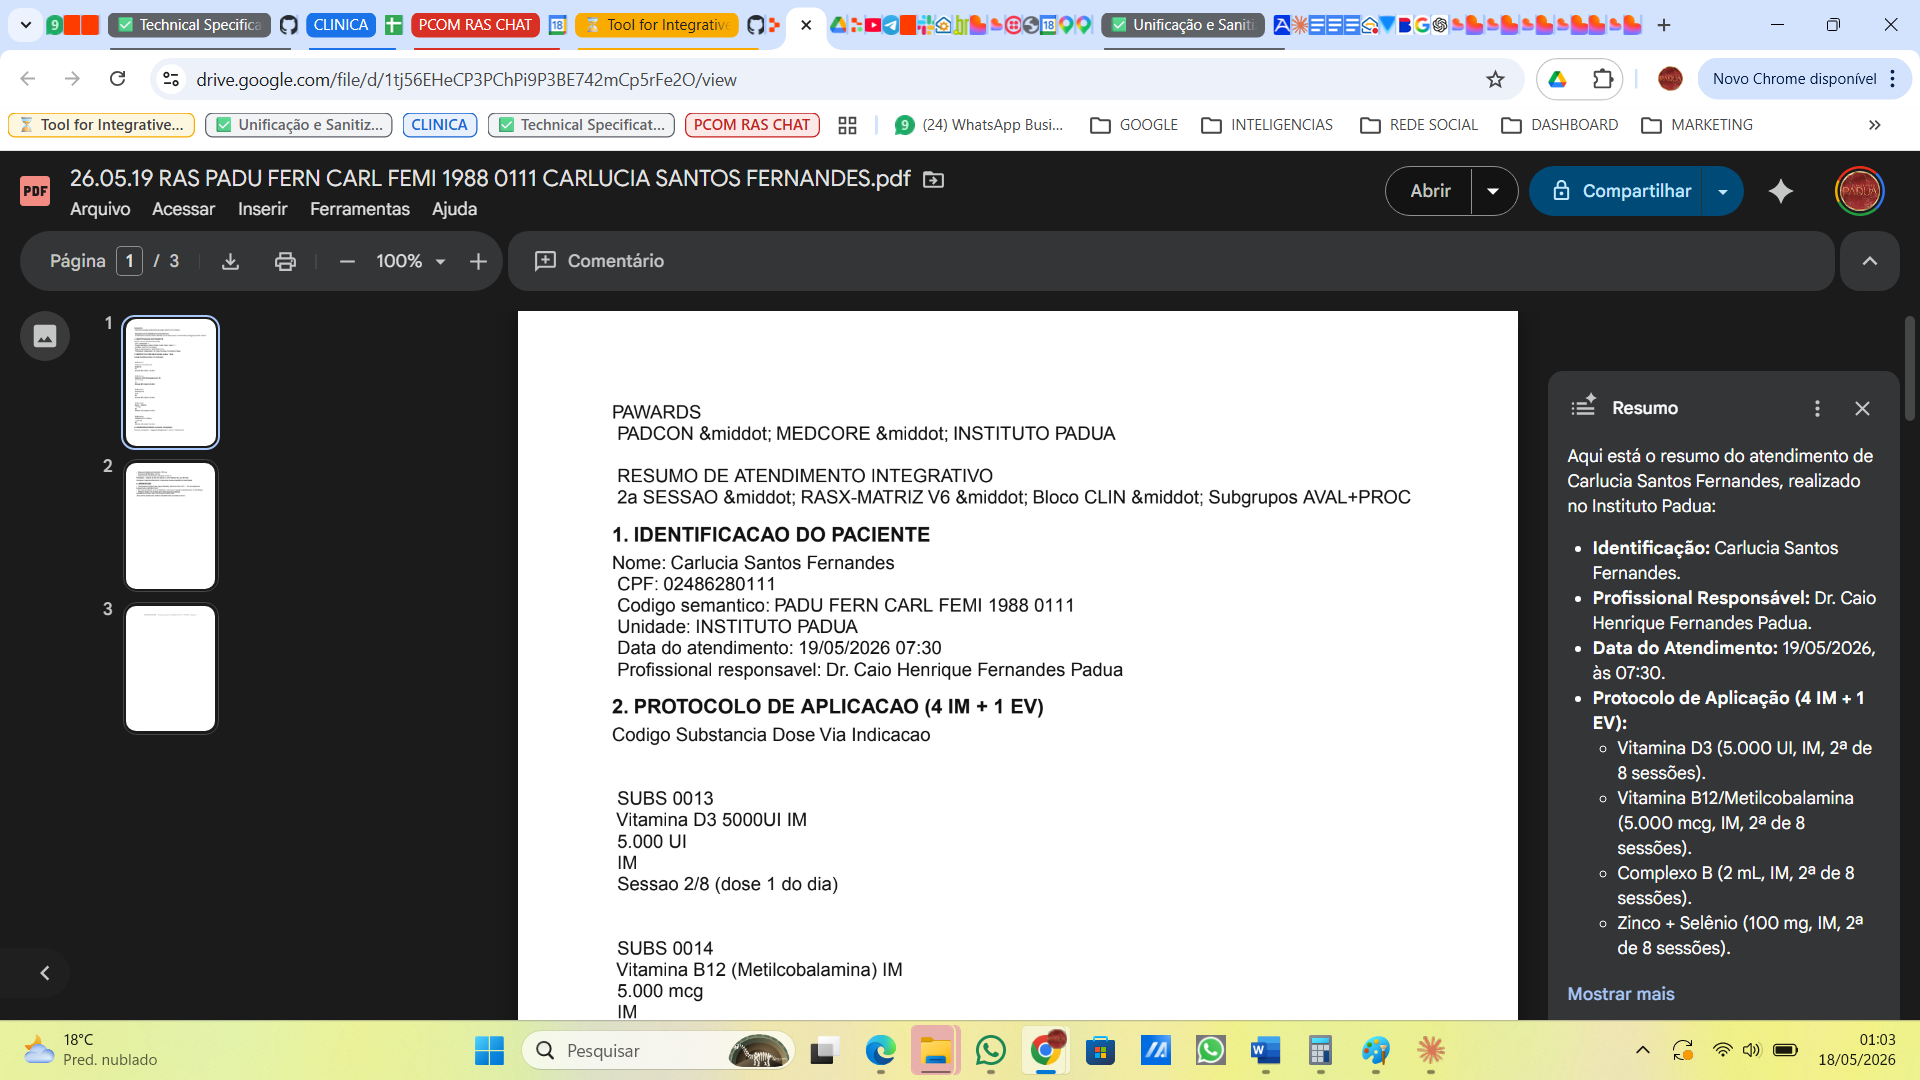 9
Technical Specifica
CLINICA
PCOM RAS CHAT
18
Tool for Integrative
Unificação e Saniti
drive.google.com/file/d/1tj56EHeCP3PChPi9P3BE742mCp5rFe2O/view
Novo Chrome disponível
Tool for Integrative...
Unificação e Sanitiz...
CLINICA
Technical Specificat...
PCOM RAS CHAT
9 (24) WhatsApp Busi...
GOOGLE
INTELIGENCIAS
REDE SOCIAL
DASHBOARD
MARKETING
PDF
26.05.19 RAS PADU FERN CARL FEMI 1988 0111 CARLUCIA SANTOS FERNANDES.pdf
Arquivo Acessar Inserir Ferramentas Ajuda
Abrir
Compartilhar
Página 1 / 3
100%
Comentário
1
2
3
PAWARDS
PADCON &middot; MEDCORE &middot; INSTITUTO PADUA
RESUMO DE ATENDIMENTO INTEGRATIVO
2a SESSAO &middot; RASX-MATRIZ V6 &middot; Bloco CLIN &middot; Subgrupos AVAL+PROC
1. IDENTIFICACAO DO PACIENTE
Nome: Carlucia Santos Fernandes
CPF: 02486280111
Codigo semantico: PADU FERN CARL FEMI 1988 0111
Unidade: INSTITUTO PADUA
Data do atendimento: 19/05/2026 07:30
Profissional responsavel: Dr. Caio Henrique Fernandes Padua
2. PROTOCOLO DE APLICACAO (4 IM + 1 EV)
Codigo Substancia Dose Via Indicacao
SUBS 0013
Vitamina D3 5000UI IM
5.000 UI
IM
Sessao 2/8 (dose 1 do dia)
SUBS 0014
Vitamina B12 (Metilcobalamina) IM
5.000 mcg
IM
Resumo
Aqui está o resumo do atendimento de
Carlucia Santos Fernandes, realizado
no Instituto Padua:
• Identificação: Carlucia Santos
Fernandes.
• Profissional Responsável: Dr. Caio
Henrique Fernandes Padua.
• Data do Atendimento: 19/05/2026,
às 07:30.
• Protocolo de Aplicação (4 IM + 1
EV):
◦ Vitamina D3 (5.000 UI, IM, 2ª de
8 sessões).
◦ Vitamina B12/Metilcobalamina
(5.000 mcg, IM, 2ª de 8
sessões).
◦ Complexo B (2 mL, IM, 2ª de 8
sessões).
◦ Zinco + Selênio (100 mg, IM, 2ª
de 8 sessões).
Mostrar mais
18°C
Pred. nublado
Pesquisar
01:03
18/05/2026